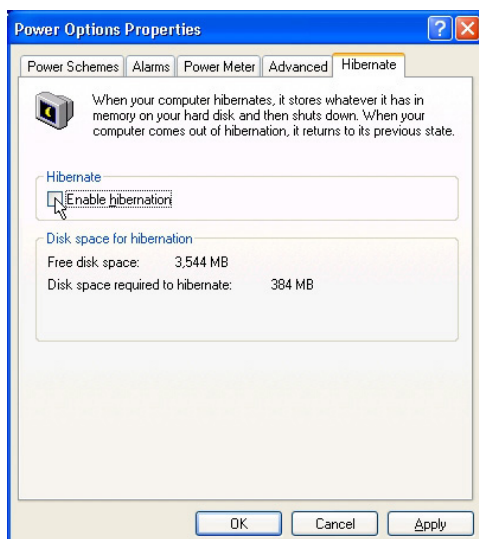 Power Options Properties
Power Schemes Alarms Power Meter Advanced Hibernate
When your computer hibernates, it stores whatever it has in
memory on your hard disk and then shuts down. When your
computer comes out of hibernation, it returns to its previous state.
Hibernate
Enable hibernation
Disk space for hibernation
Free disk space: 3,544 MB
Disk space required to hibernate: 384 MB
OK Cancel Apply